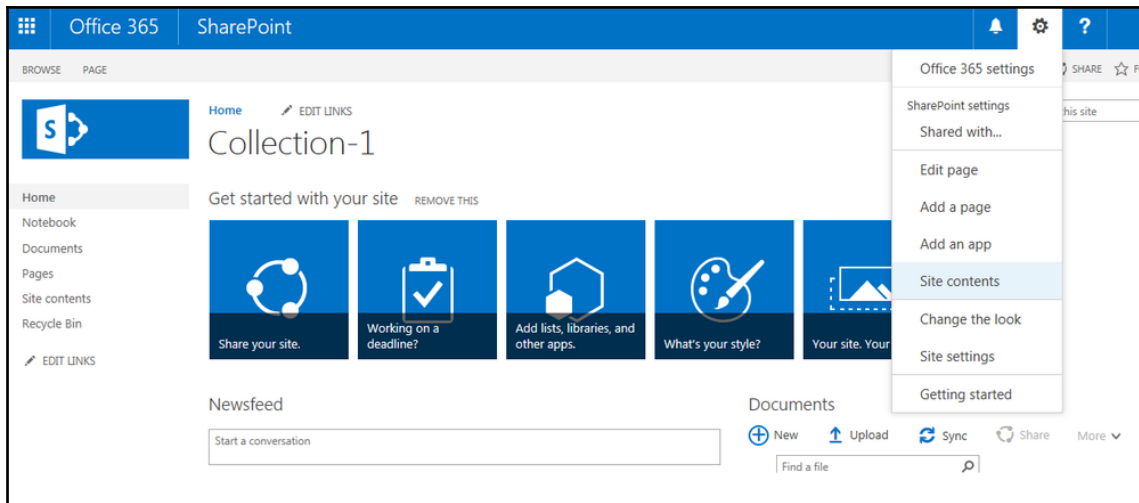 Office 365 SharePoint ?
BROWSE PAGE
SHARE
Home EDIT LINKS
Collection-1
S
Home
Notebook
Documents
Pages
Site contents
Recycle Bin
EDIT LINKS
Get started with your site REMOVE THIS
Share your site.
Working on a
deadline?
Add lists, libraries, and
other apps.
What's your style?
Your site. Your
Newsfeed
Start a conversation
Documents
New Upload Sync Share More
Find a file
Office 365 settings
SharePoint settings
Shared with...
Edit page
Add a page
Add an app
Site contents
Change the look
Site settings
Getting started
this site